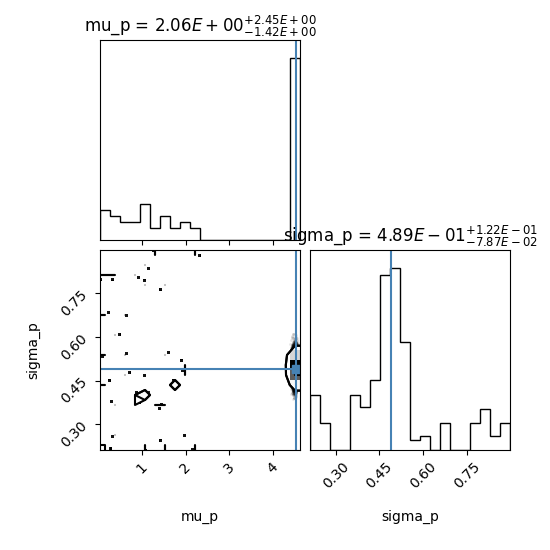 mu_p = 2.06E + 00+2.45E + 00
−1.42E + 00
sigma_p = 4.89E − 01+1.22E − 01
−7.87E − 02
0.75
0.60
0.45
0.30
sigma_p
1 2 3 4
0.30 0.45 0.60 0.75
mu_p
sigma_p